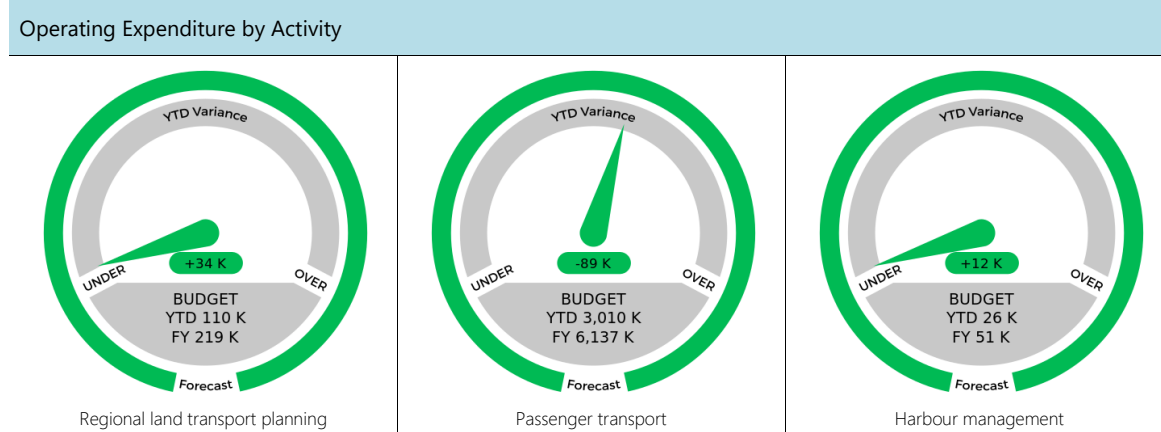 Operating Expenditure by Activity
YTD Variance
+34 K
UNDER
OVER
BUDGET
YTD 110 K
FY 219 K
Forecast
Regional land transport planning
YTD Variance
-89 K
UNDER
OVER
BUDGET
YTD 3,010 K
FY 6,137 K
Forecast
Passenger transport
YTD Variance
+12 K
UNDER
OVER
BUDGET
YTD 26 K
FY 51 K
Forecast
Harbour management